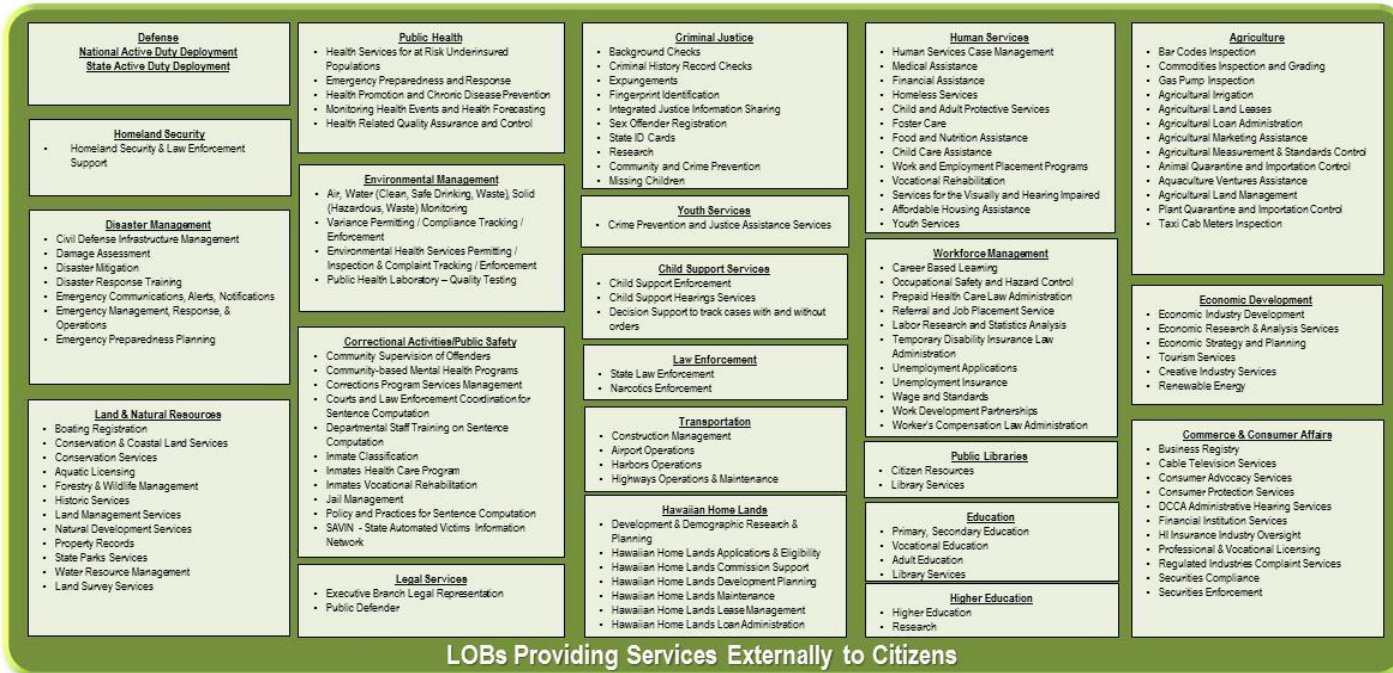 Defense
National Active Duty Deployment
State Active Duty Deployment
Homeland Security
• Homeland Security & Law Enforcement
Support
Disaster Management
• Civil Defense Infrastructure Management
• Damage Assessment
• Disaster Mitigation
• Disaster Response Training
• Emergency Communications, Alerts, Notifications
• Emergency Management, Response, &
Operations
• Emergency Preparedness Planning
Land & Natural Resources
• Boating Registration
• Conservation & Coastal Land Services
• Conservation Services
• Aquatic Licensing
• Forestry & Wildlife Management
• Historic Services
• Land Management Services
• Natural Development Services
• Property Records
• State Parks Services
• Water Resource Management
• Land Survey Services
Public Health
• Health Services for at Risk Underinsured
Populations
• Emergency Preparedness and Response
• Health Promotion and Chronic Disease Prevention
• Monitoring Health Events and Health Forecasting
• Health Related Quality Assurance and Control
Environmental Management
• Air, Water (Clean, Safe Drinking, Waste), Solid
(Hazardous, Waste) Monitoring
• Variance Permitting / Compliance Tracking /
Enforcement
• Environmental Health Services Permitting /
Inspection & Complaint Tracking / Enforcement
• Public Health Laboratory – Quality Testing
Correctional Activities/Public Safety
• Community Supervision of Offenders
• Community-based Mental Health Programs
• Corrections Program Services Management
• Courts and Law Enforcement Coordination for
Sentence Computation
• Departmental Staff Training on Sentence
Computation
• Inmate Classification
• Inmates Health Care Program
• Inmates Vocational Rehabilitation
• Jail Management
• Policy and Practices for Sentence Computation
• SAVIN - State Automated Victims Information
Network
Legal Services
• Executive Branch Legal Representation
• Public Defender
Criminal Justice
• Background Checks
• Criminal History Record Checks
• Expungements
• Fingerprint Identification
• Integrated Justice Information Sharing
• Sex Offender Registration
• State ID Cards
• Research
• Community and Crime Prevention
• Missing Children
Youth Services
• Crime Prevention and Justice Assistance Services
Child Support Services
• Child Support Enforcement
• Child Support Hearings Services
• Decision Support to track cases with and without
orders
Law Enforcement
• State Law Enforcement
• Narcotics Enforcement
Transportation
• Construction Management
• Airport Operations
• Harbors Operations
• Highways Operations & Maintenance
Hawaiian Home Lands
• Development & Demographic Research &
Planning
• Hawaiian Home Lands Applications & Eligibility
• Hawaiian Home Lands Commission Support
• Hawaiian Home Lands Development Planning
• Hawaiian Home Lands Maintenance
• Hawaiian Home Lands Lease Management
• Hawaiian Home Lands Loan Administration
Human Services
• Human Services Case Management
• Medical Assistance
• Financial Assistance
• Homeless Services
• Child and Adult Protective Services
• Foster Care
• Food and Nutrition Assistance
• Child Care Assistance
• Work and Employment Placement Programs
• Vocational Rehabilitation
• Services for the Visually and Hearing Impaired
• Affordable Housing Assistance
• Youth Services
Workforce Management
• Career Based Learning
• Occupational Safety and Hazard Control
• Prepaid Health Care Law Administration
• Referral and Job Placement Service
• Labor Research and Statistics Analysis
• Temporary Disability Insurance Law
Administration
• Unemployment Applications
• Unemployment Insurance
• Wage and Standards
• Work Development Partnerships
• Worker's Compensation Law Administration
Public Libraries
• Citizen Resources
• Library Services
Education
• Primary, Secondary Education
• Vocational Education
• Adult Education
• Library Services
Higher Education
• Higher Education
• Research
Agriculture
• Bar Codes Inspection
• Commodities Inspection and Grading
• Gas Pump Inspection
• Agricultural Irrigation
• Agricultural Land Leases
• Agricultural Loan Administration
• Agricultural Marketing Assistance
• Agricultural Measurement & Standards Control
• Animal Quarantine and Importation Control
• Aquaculture Ventures Assistance
• Agricultural Land Management
• Plant Quarantine and Importation Control
• Taxi Cab Meters Inspection
Economic Development
• Economic Industry Development
• Economic Research & Analysis Services
• Economic Strategy and Planning
• Tourism Services
• Creative Industry Services
• Renewable Energy
Commerce & Consumer Affairs
• Business Registry
• Cable Television Services
• Consumer Advocacy Services
• Consumer Protection Services
• DCCA Administrative Hearing Services
• Financial Institution Services
• HI Insurance Industry Oversight
• Professional & Vocational Licensing
• Regulated Industries Complaint Services
• Securities Compliance
• Securities Enforcement
LOBs Providing Services Externally to Citizens